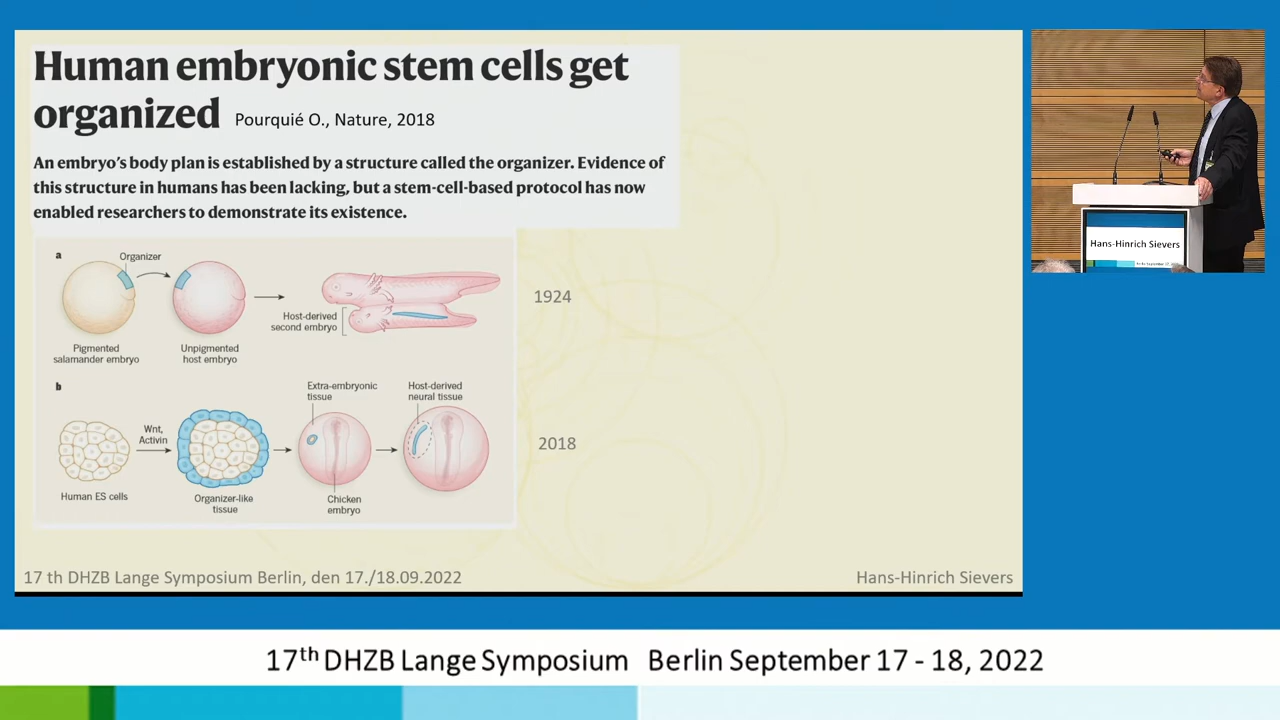 Human embryonic stem cells get
organized Pourquié O., Nature, 2018
An embryo's body plan is established by a structure called the organizer. Evidence of
this structure in humans has been lacking, but a stem-cell-based protocol has now
enabled researchers to demonstrate its existence.
a
Organizer
Host-derived
second embryo
Pigmented
salamander embryo
Unpigmented
host embryo
1924
b
Extra-embryonic
tissue
Host-derived
neural tissue
Wnt,
Activin
Human ES cells
Organizer-like
tissue
Chicken
embryo
2018
17 th DHZB Lange Symposium Berlin, den 17./18.09.2022
Hans-Hinrich Sievers
Hans-Hinrich Sievers
17th DHZB Lange Symposium Berlin September 17 - 18, 2022